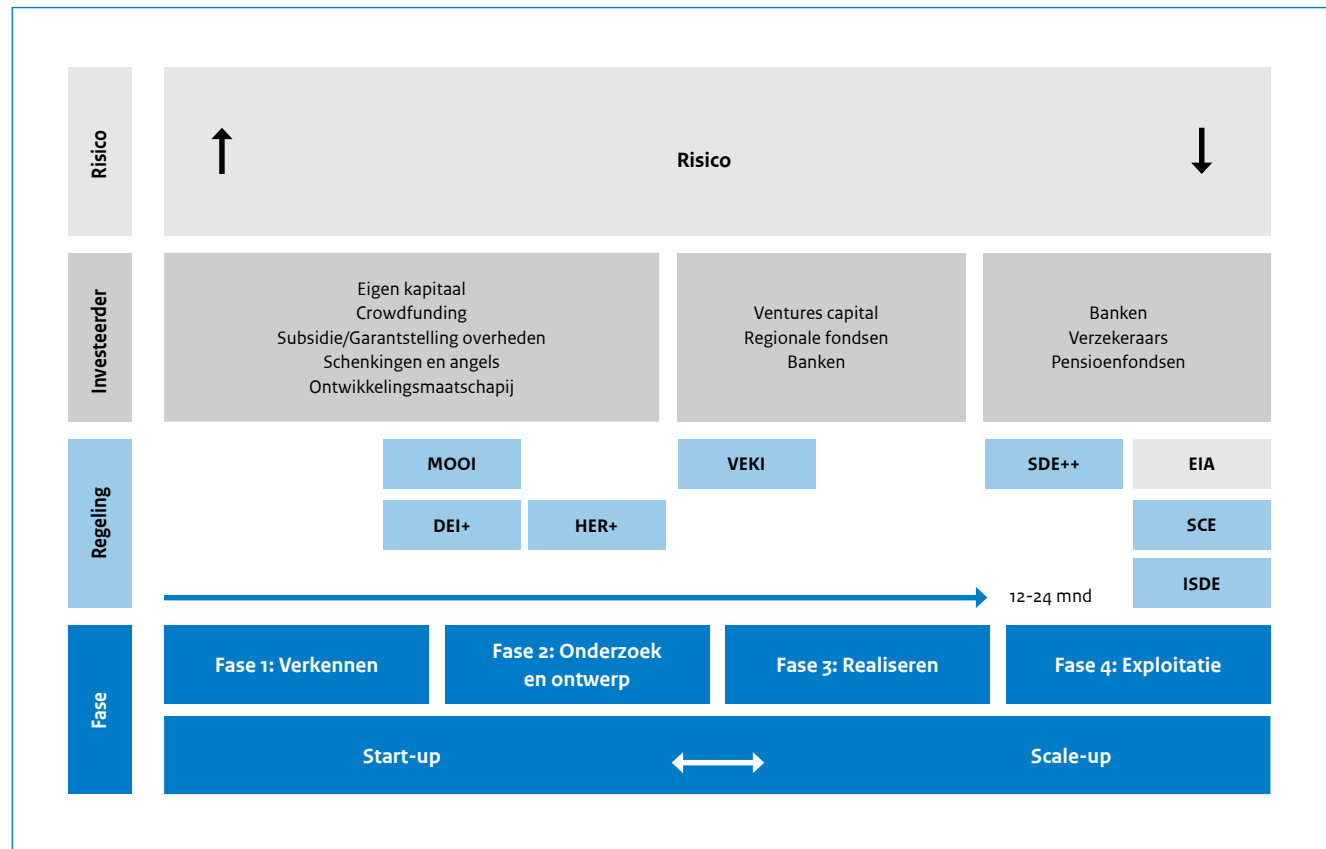 Risico
Risico
Investeerder
Eigen kapitaal
Crowdfunding
Subsidie/Garantstelling overheden
Schenkingen en angels
Ontwikkelingsmaatschapij
Ventures capital
Regionale fondsen
Banken
Banken
Verzekeraars
Pensioenfondsen
Regeling
MOOI
VEKI
SDE++
EIA
DEI+
HER+
SCE
ISDE
12-24 mnd
Fase
Fase 1: Verkennen
Fase 2: Onderzoek
en ontwerp
Fase 3: Realiseren
Fase 4: Exploitatie
Start-up
Scale-up